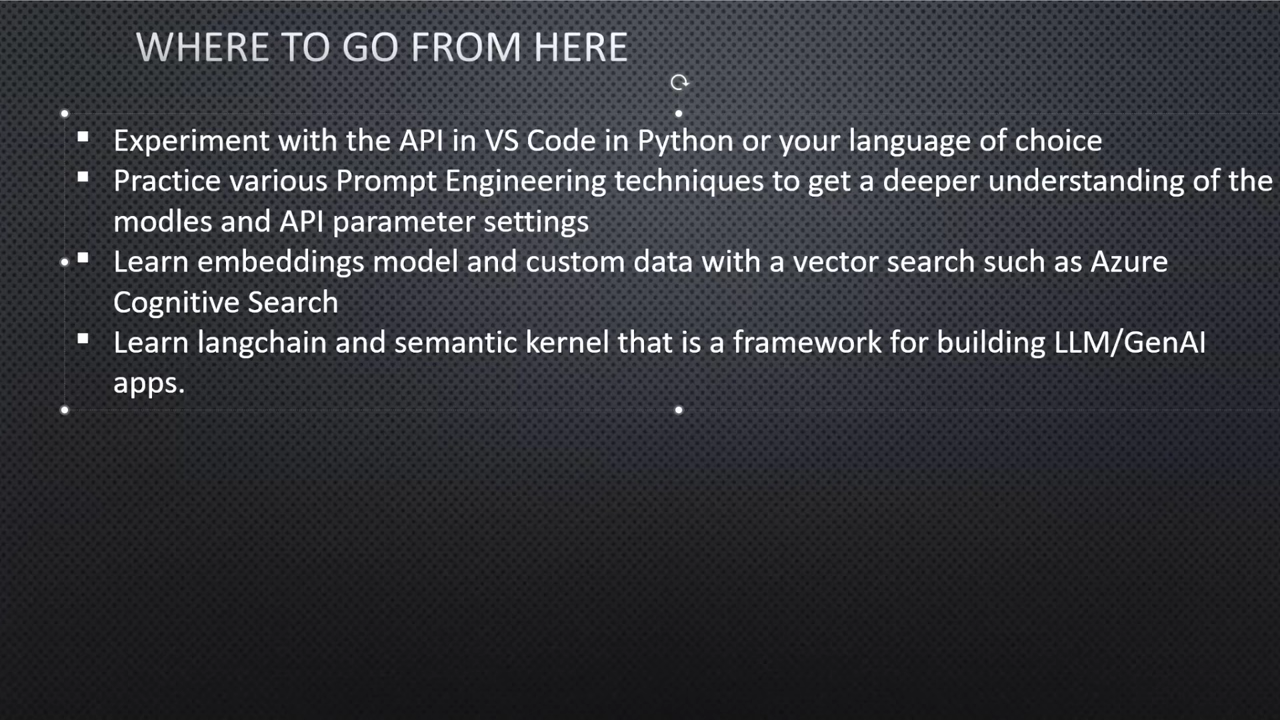 WHERE TO GO FROM HERE
▪ Experiment with the API in VS Code in Python or your language of choice
▪ Practice various Prompt Engineering techniques to get a deeper understanding of the
modles and API parameter settings
▪ Learn embeddings model and custom data with a vector search such as Azure
Cognitive Search
▪ Learn langchain and semantic kernel that is a framework for building LLM/GenAI
apps.